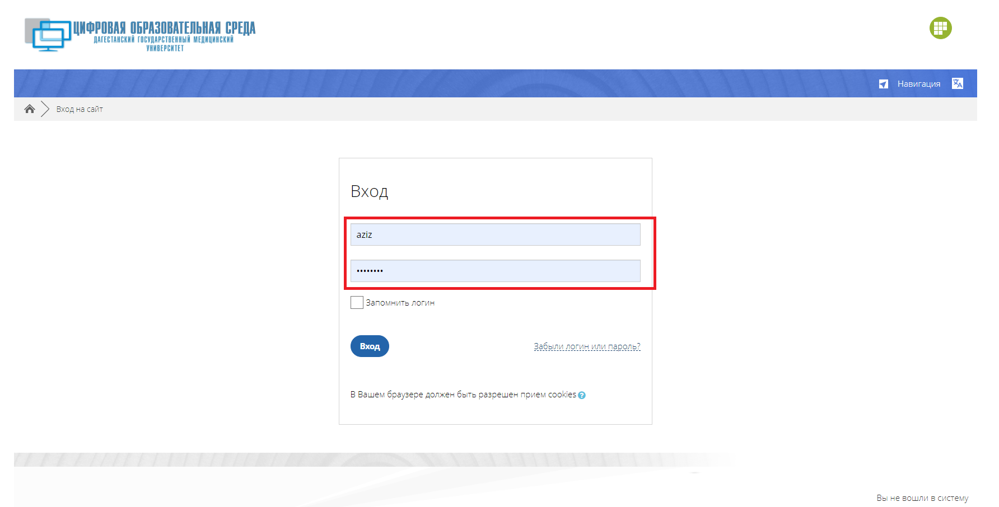 ЦИФРОВАЯ ОБРАЗОВАТЕЛЬНАЯ СРЕДА
ДАГЕСТАНСКИЙ ГОСУДАРСТВЕННЫЙ МЕДИЦИНСКИЙ
УНИВЕРСИТЕТ
Навигация
Вход на сайт
Вход
aziz
••••••••
Запомнить логин
Вход
Забыли логин или пароль?
В Вашем браузере должен быть разрешен прием cookies
Вы не вошли в систему